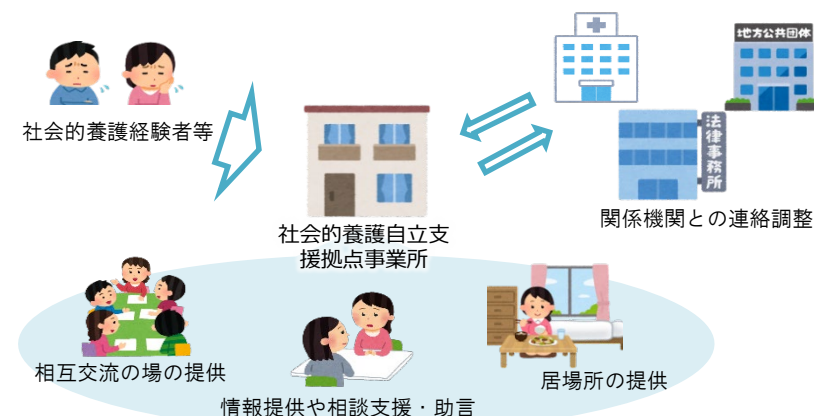 地方公共団体
社会的養護経験者等
法律事務所
関係機関との連絡調整
社会的養護自立支
援拠点事業所
相互交流の場の提供
居場所の提供
情報提供や相談支援・助言